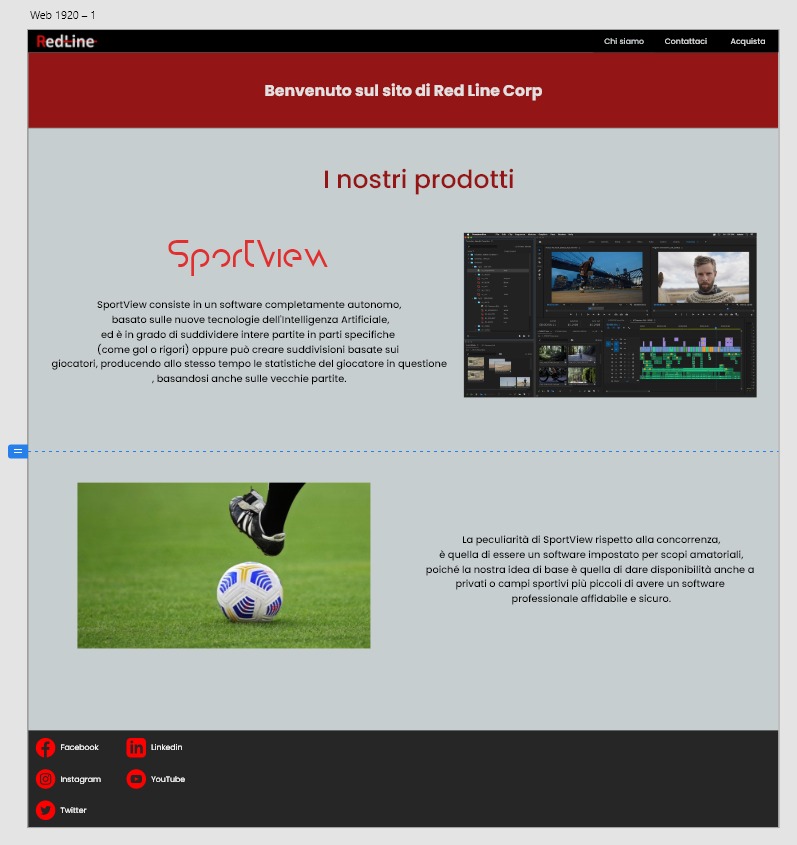 Web 1920 – 1
RedLine
Chi siamo
Contattaci
Acquista
Benvenuto sul sito di Red Line Corp
I nostri prodotti
SportView
SportView consiste in un software completamente autonomo,
basato sulle nuove tecnologie dell'Intelligenza Artificiale,
ed è in grado di suddividere intere partite in parti specifiche
(come gol o rigori) oppure può creare suddivisioni basate sui
giocatori, producendo allo stesso tempo le statistiche del giocatore in questione
, basandosi anche sulle vecchie partite.
La peculiarità di SportView rispetto alla concorrenza,
è quella di essere un software impostato per scopi amatoriali,
poiché la nostra idea di base è quella di dare disponibilità anche a
privati o campi sportivi più piccoli di avere un software
professionale affidabile e sicuro.
Facebook
Linkedin
Instagram
YouTube
Twitter